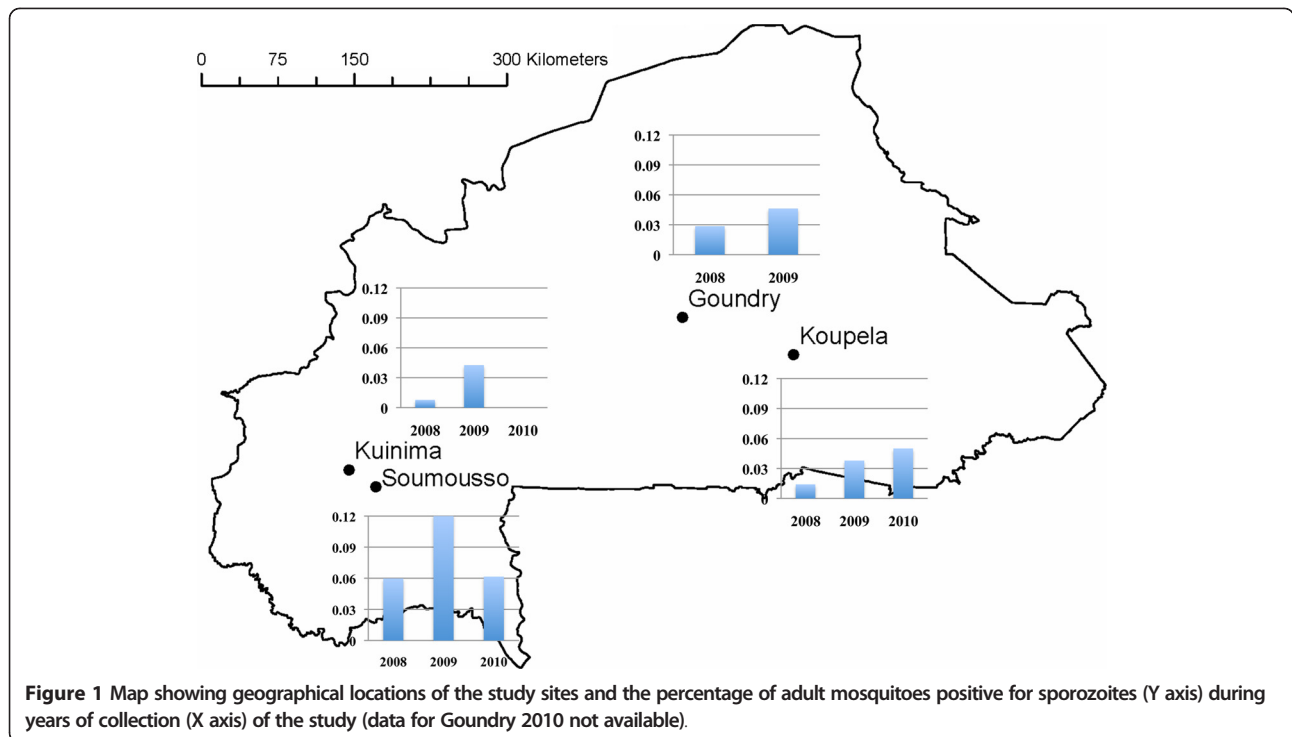 0 75 150 300 Kilometers
0.12
0.09
0.06
0.03
0
2008 2009
Goundry
Koupela
0.12
0.09
0.06
0.03
0
2008 2009 2010
Kuinima
Soumousso
0.12
0.09
0.06
0.03
0
2008 2009 2010
0.12
0.09
0.06
0.03
0
2008 2009 2010
Figure 1 Map showing geographical locations of the study sites and the percentage of adult mosquitoes positive for sporozoites (Y axis) during
years of collection (X axis) of the study (data for Goundry 2010 not available).